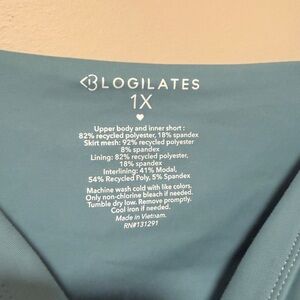 BLOGILATES
1X
Upper body and inner short :
82% recycled polyester, 18% spandex
Skirt mesh: 92% recycled polyester
8% spandex
Lining: 82% recycled polyester,
18% spandex
Interlining: 41% Modal,
54% Recycled Poly, 5% Spandex
Machine wash cold with like colors.
Only non-chlorine bleach if needed.
Tumble dry low. Remove promptly.
Cool iron if needed.
Made in Vietnam.
RN#131291